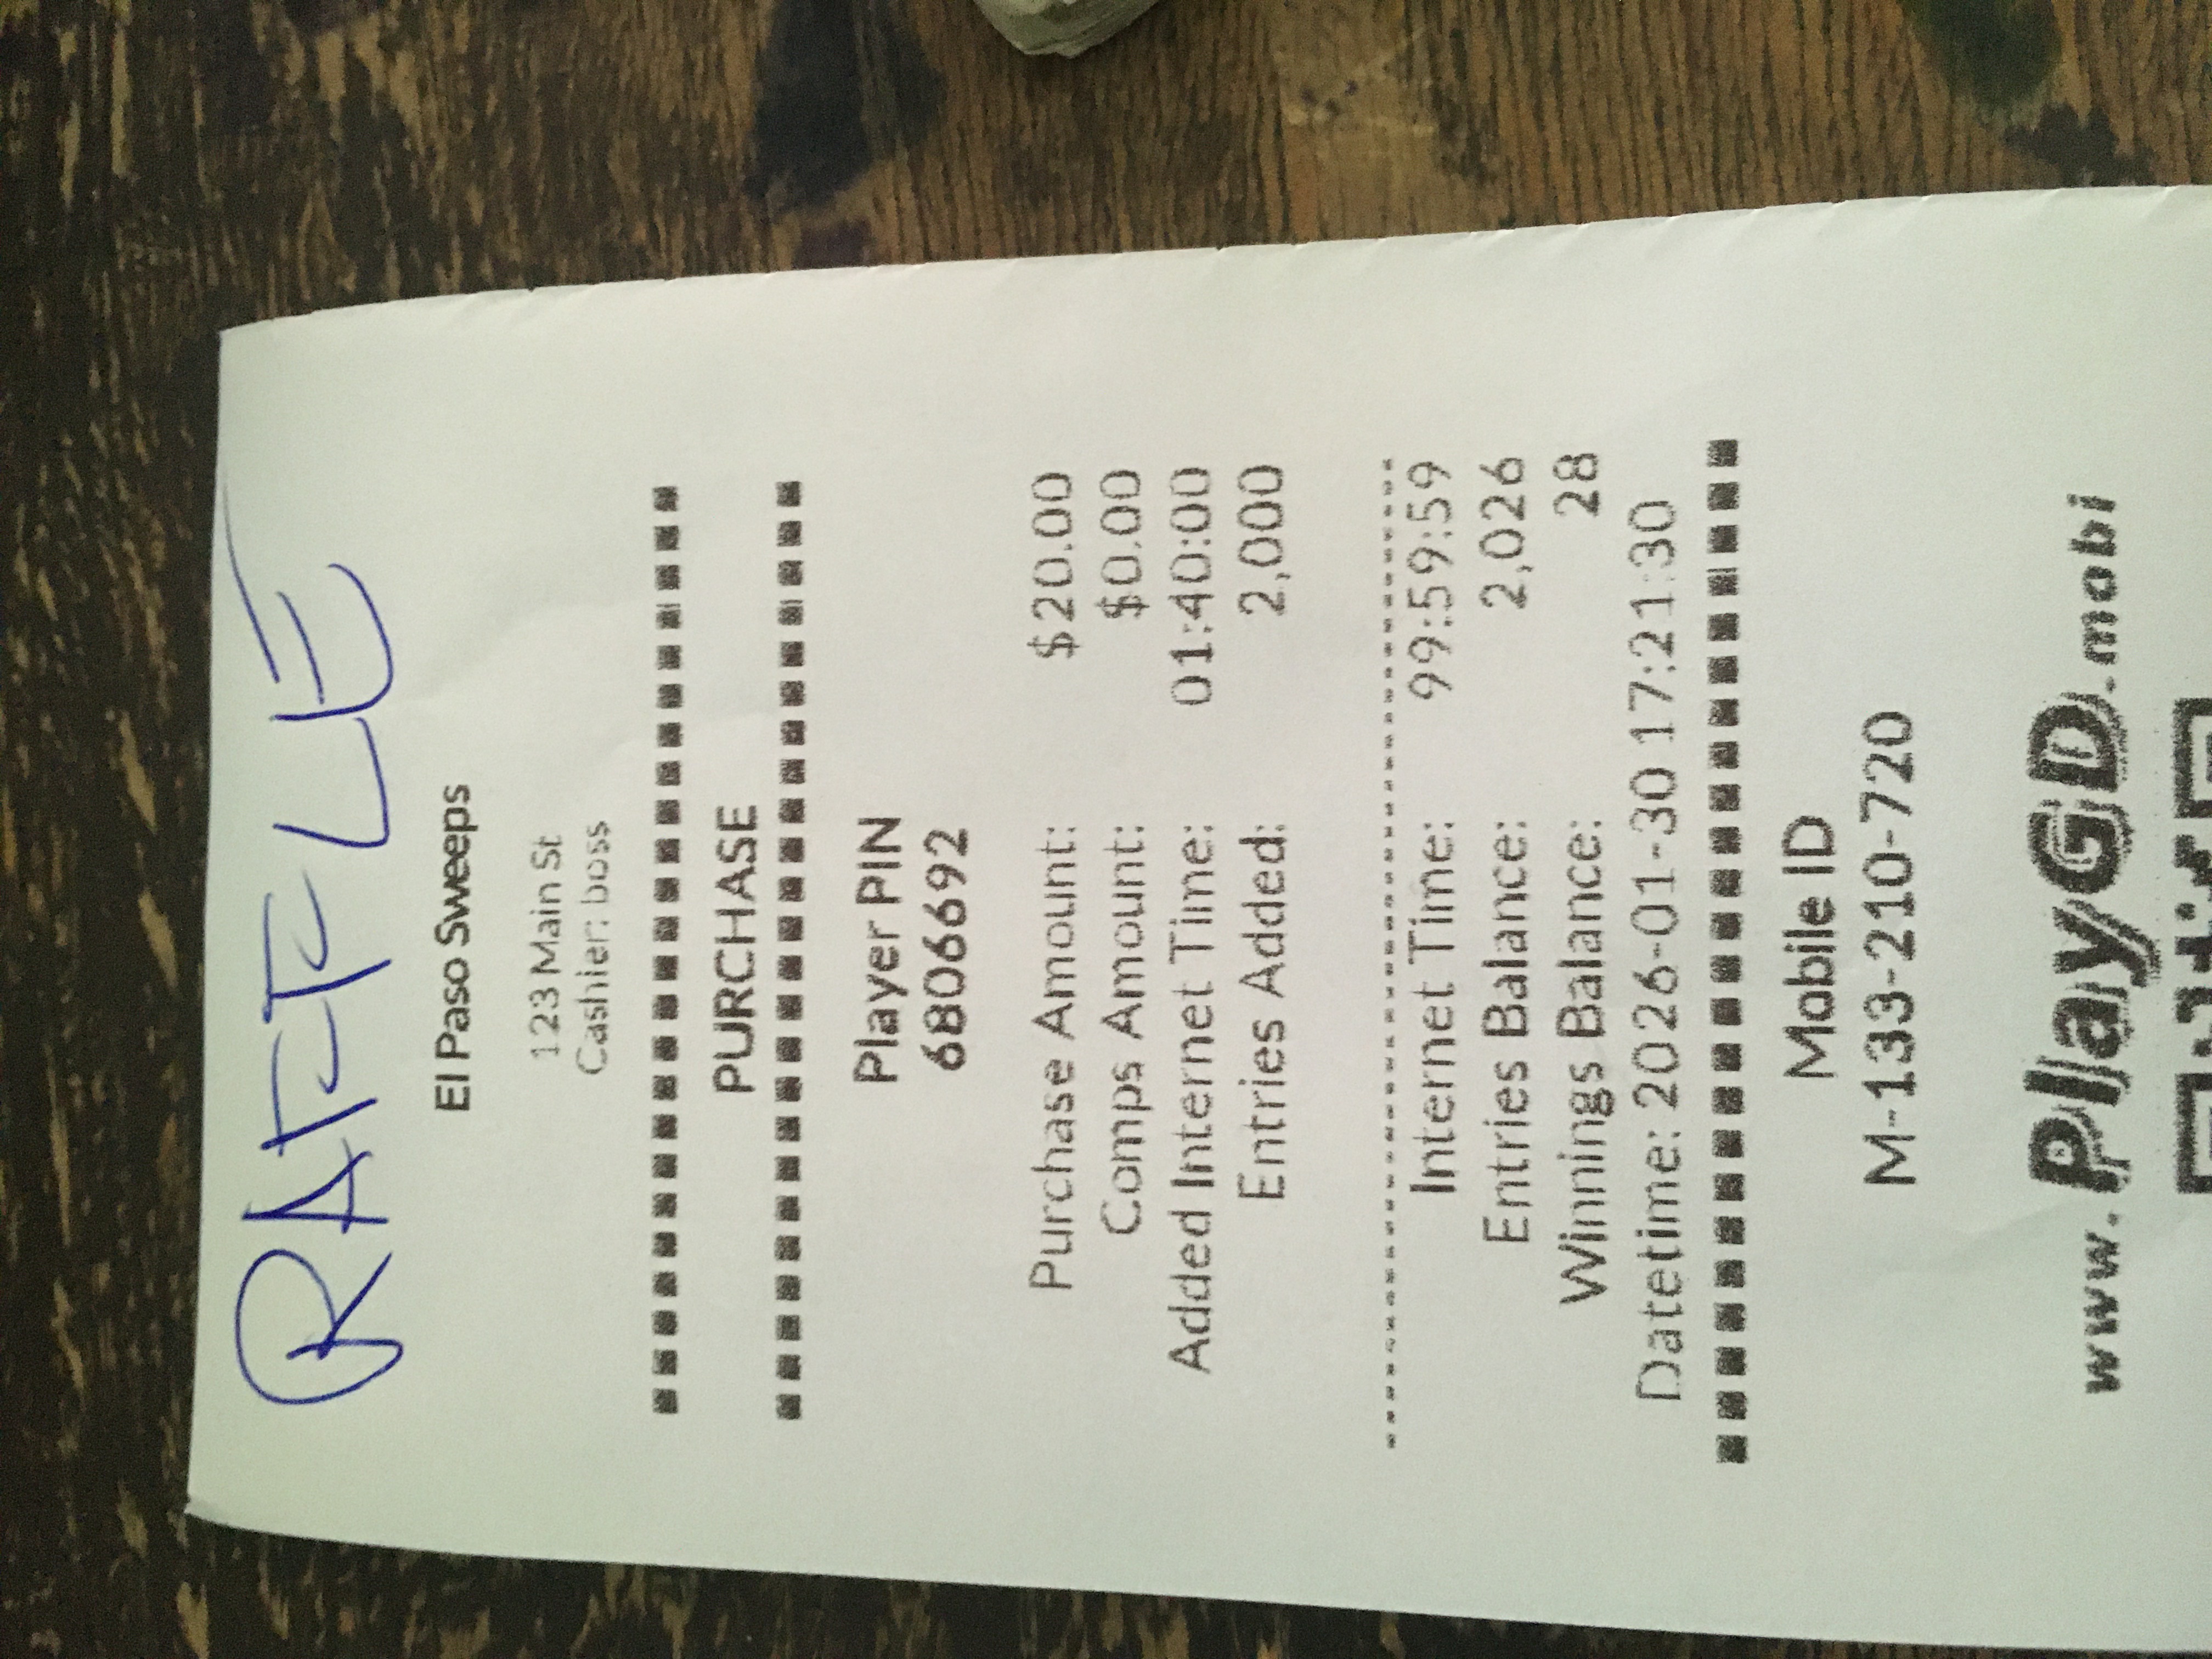 RAFFLE
El Paso Sweeps
123 Main St
Cashier: boss
PURCHASE
Player PIN
6806692
Purchase Amount: $20.00
Comps Amount: $0.00
Added Internet Time: 01:40:00
Entries Added: 2,000
Internet Time: 99:59:59
Entries Balance: 2,026
Winnings Balance: 28
Datetime: 2026-01-30 17:21:30
Mobile ID
M-133-210-720
www.PlayGD.mobi